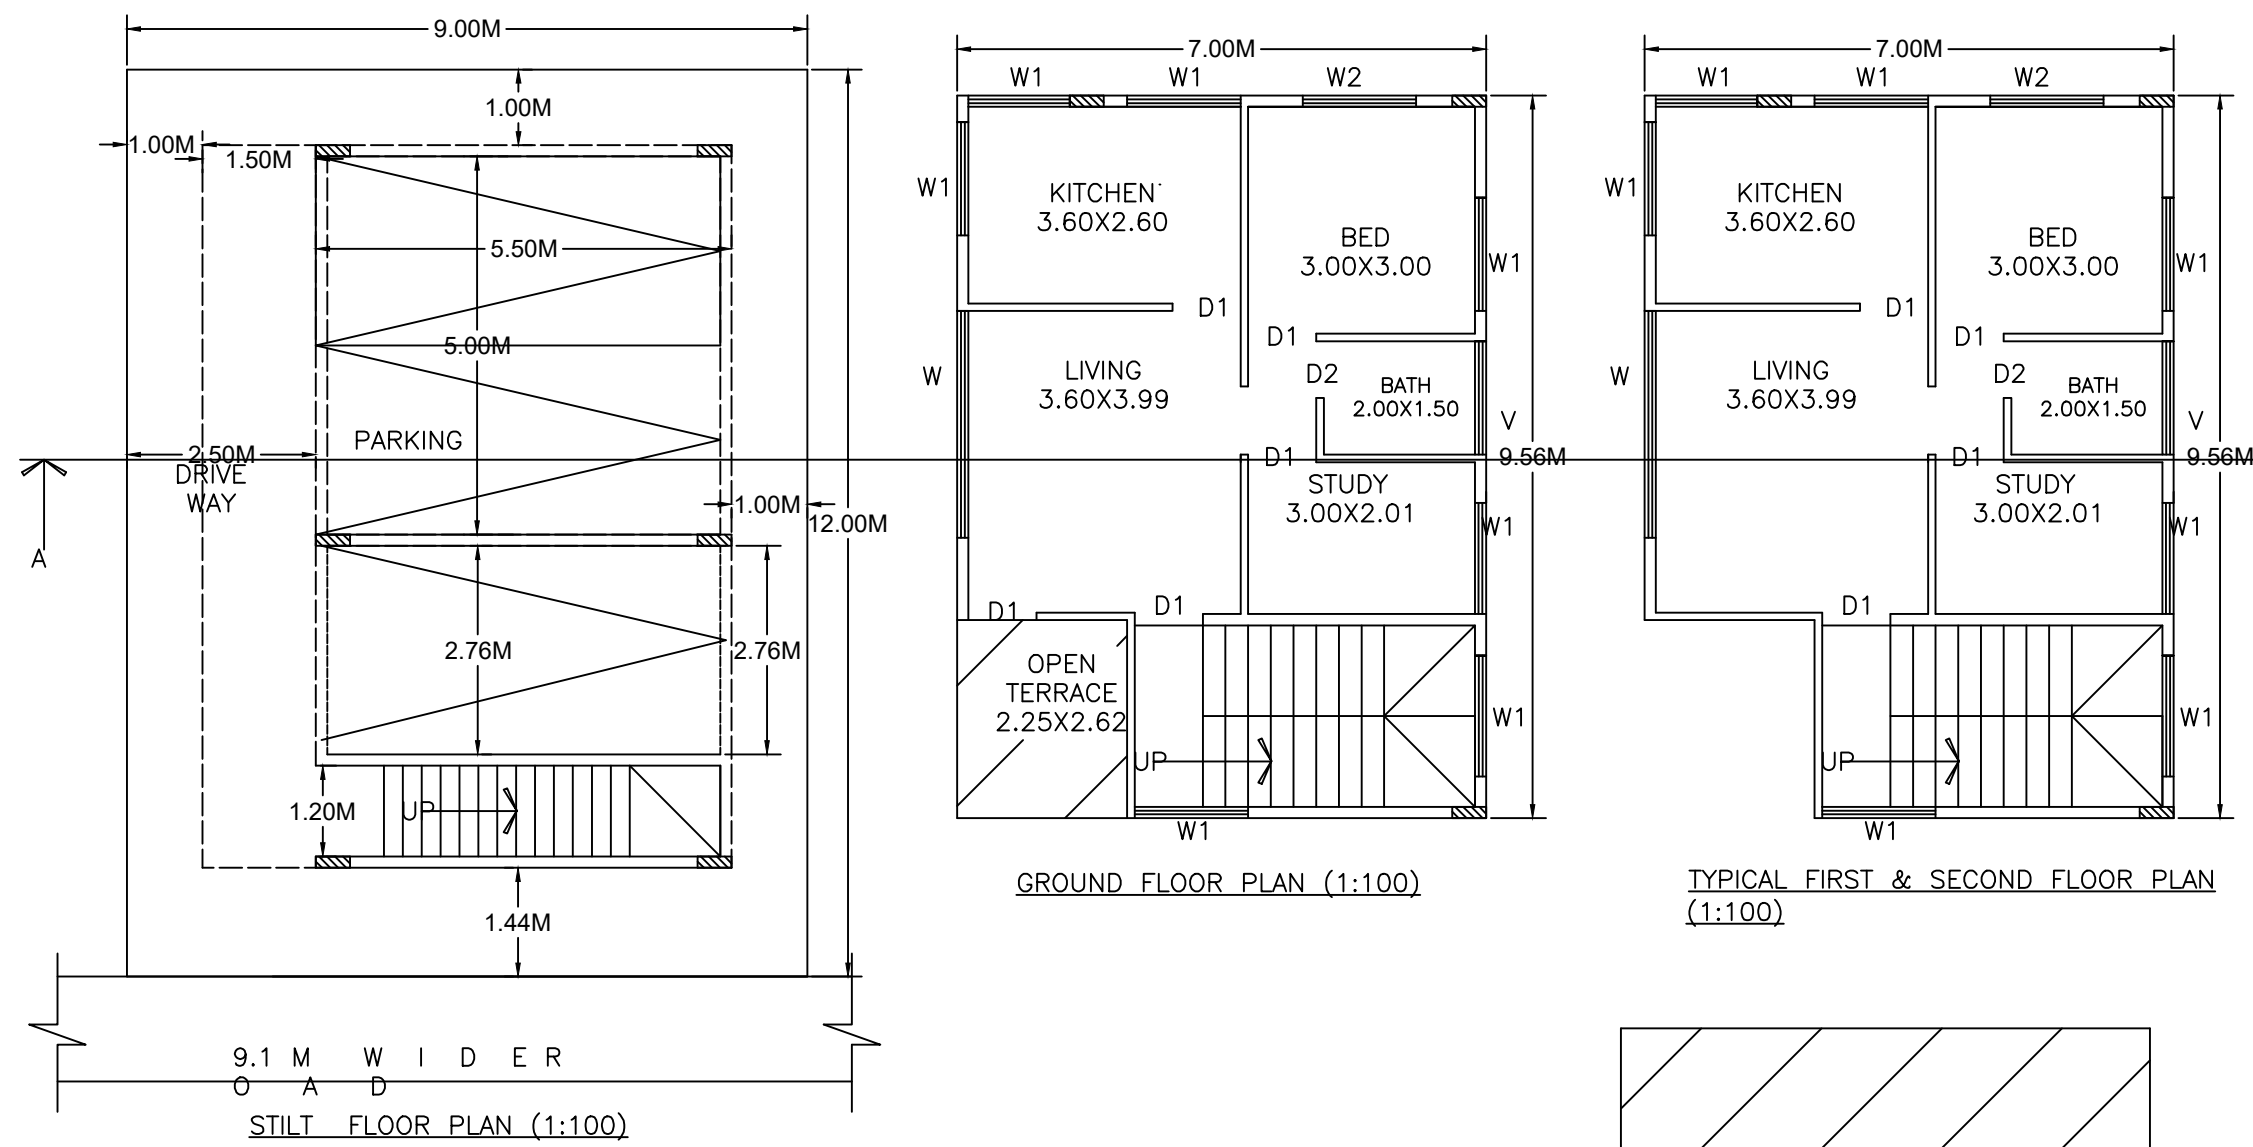 9.00M
1.00M
1.00M
1.50M
5.50M
5.00M
PARKING
2.50M
DRIVE
WAY
1.00M
12.00M
A
2.76M
2.76M
1.20M
UP
1.44M
9.1 M W I D E R
O A D
STILT FLOOR PLAN (1:100)
7.00M
W1
W1
W2
W1
KITCHEN
3.60X2.60
BED
3.00X3.00
W1
D1
D1
W
LIVING
3.60X3.99
D2
BATH
2.00X1.50
V
9.56M
D1
STUDY
3.00X2.01
W1
D1
D1
OPEN
TERRACE
2.25X2.62
UP
W1
W1
GROUND FLOOR PLAN (1:100)
7.00M
W1
W1
W2
W1
KITCHEN
3.60X2.60
BED
3.00X3.00
W1
D1
D1
W
LIVING
3.60X3.99
D2
BATH
2.00X1.50
V
9.56M
D1
STUDY
3.00X2.01
W1
D1
UP
W1
W1
TYPICAL FIRST & SECOND FLOOR PLAN
(1:100)